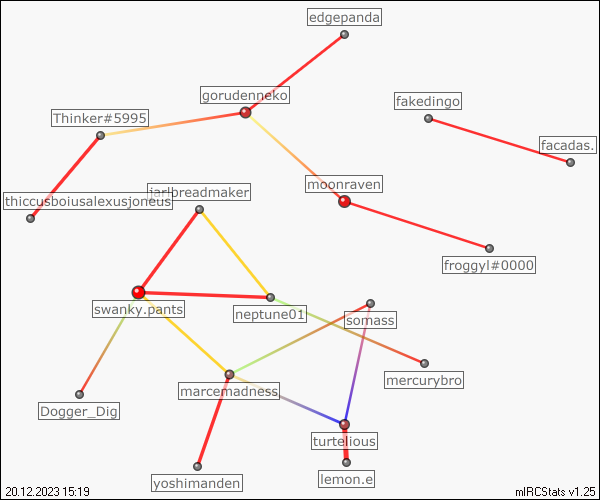 edgepanda
gorudenneko
fakedingo
Thinker#5995
facadas.
moonraven
jarlbreadmaker
thiccusboiusalexusjoneus
froggyl#0000
swanky.pants
neptune01
somass
mercurybro
marcemadness
Dogger_Dig
turtelious
yoshimanden
lemon.e
20.12.2023 15:19
mIRCStats v1.25